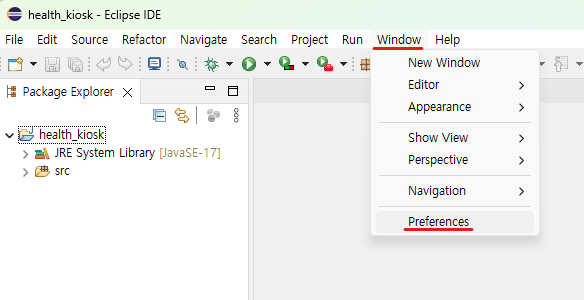 health_kiosk - Eclipse IDE
File Edit Source Refactor Navigate Search Project Run Window Help
Package Explorer
health_kiosk
JRE System Library [JavaSE-17]
src
New Window
Editor
Appearance
Show View
Perspective
Navigation
Preferences